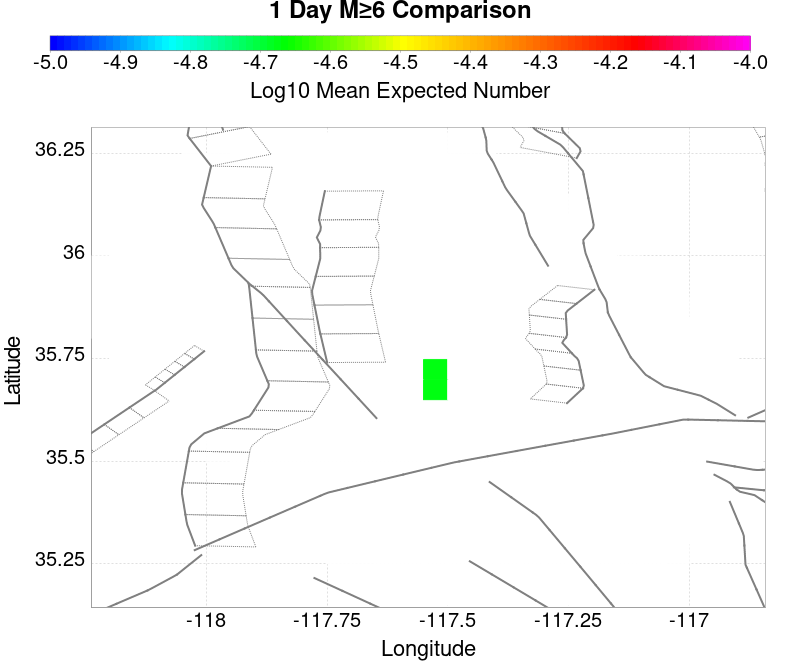 1 Day M≥6 Comparison
-5.0 -4.9 -4.8 -4.7 -4.6 -4.5 -4.4 -4.3 -4.2 -4.1 -4.0
Log10 Mean Expected Number
36.25
36
35.75
35.5
35.25
Latitude
-118 -117.75 -117.5 -117.25 -117
Longitude